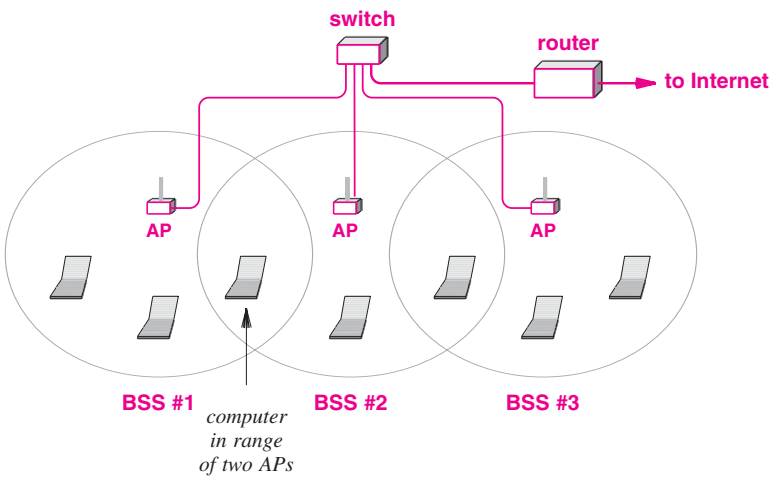 switch
router
to Internet
AP
AP
AP
BSS #1
BSS #2
BSS #3
computer
in range
of two APs